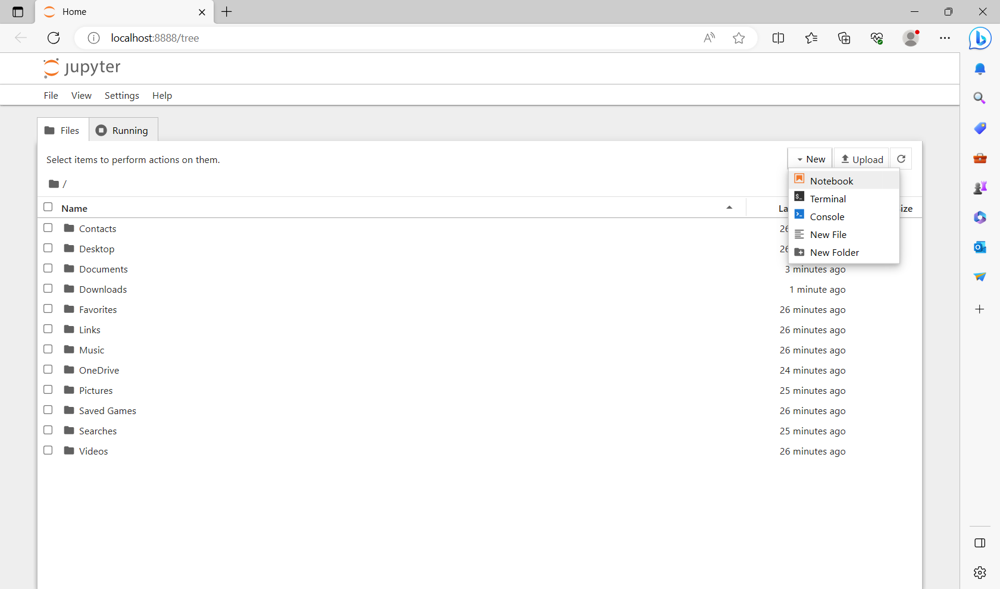 Home
localhost:8888/tree
jupyter
File View Settings Help
Files Running
Select items to perform actions on them.
New Upload
/
Notebook
Terminal
Console
New File
New Folder
Name La ize
Contacts 26
Desktop 26
Documents 3 minutes ago
Downloads 1 minute ago
Favorites 26 minutes ago
Links 26 minutes ago
Music 26 minutes ago
OneDrive 24 minutes ago
Pictures 25 minutes ago
Saved Games 26 minutes ago
Searches 25 minutes ago
Videos 26 minutes ago